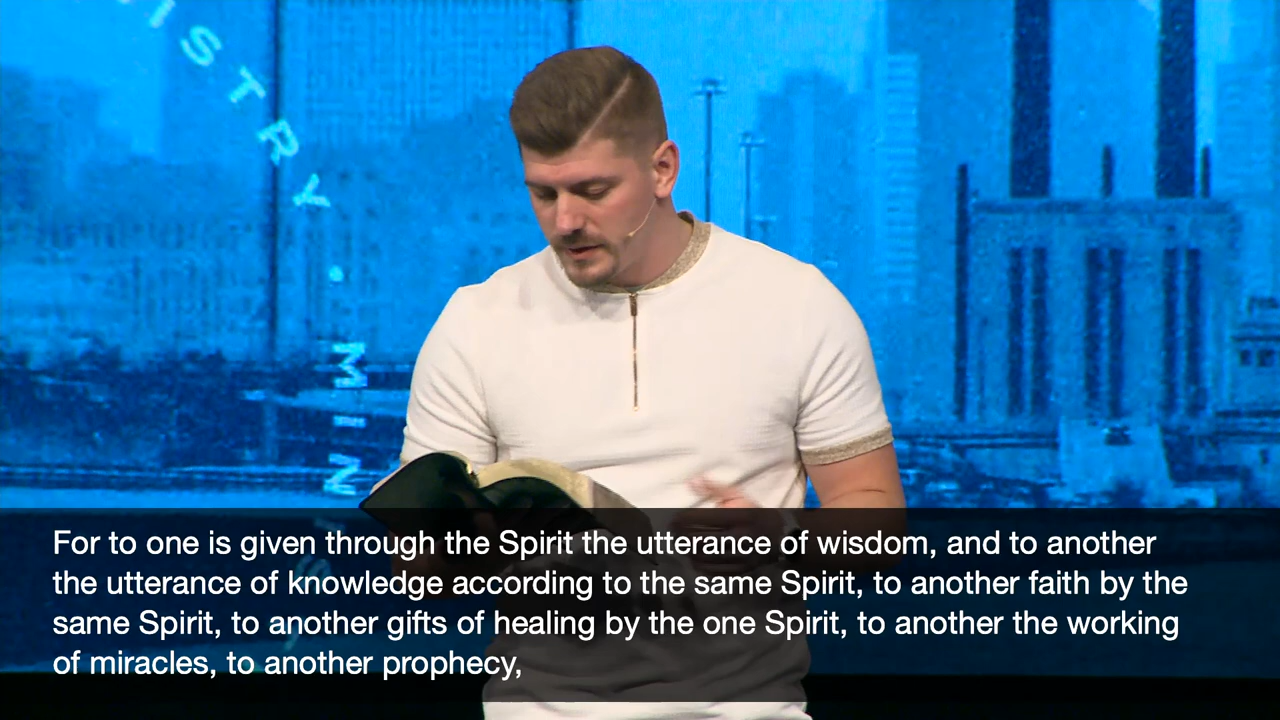 ISTRY • MIN
For to one is given through the Spirit the utterance of wisdom, and to another
the utterance of knowledge according to the same Spirit, to another faith by the
same Spirit, to another gifts of healing by the one Spirit, to another the working
of miracles, to another prophecy,